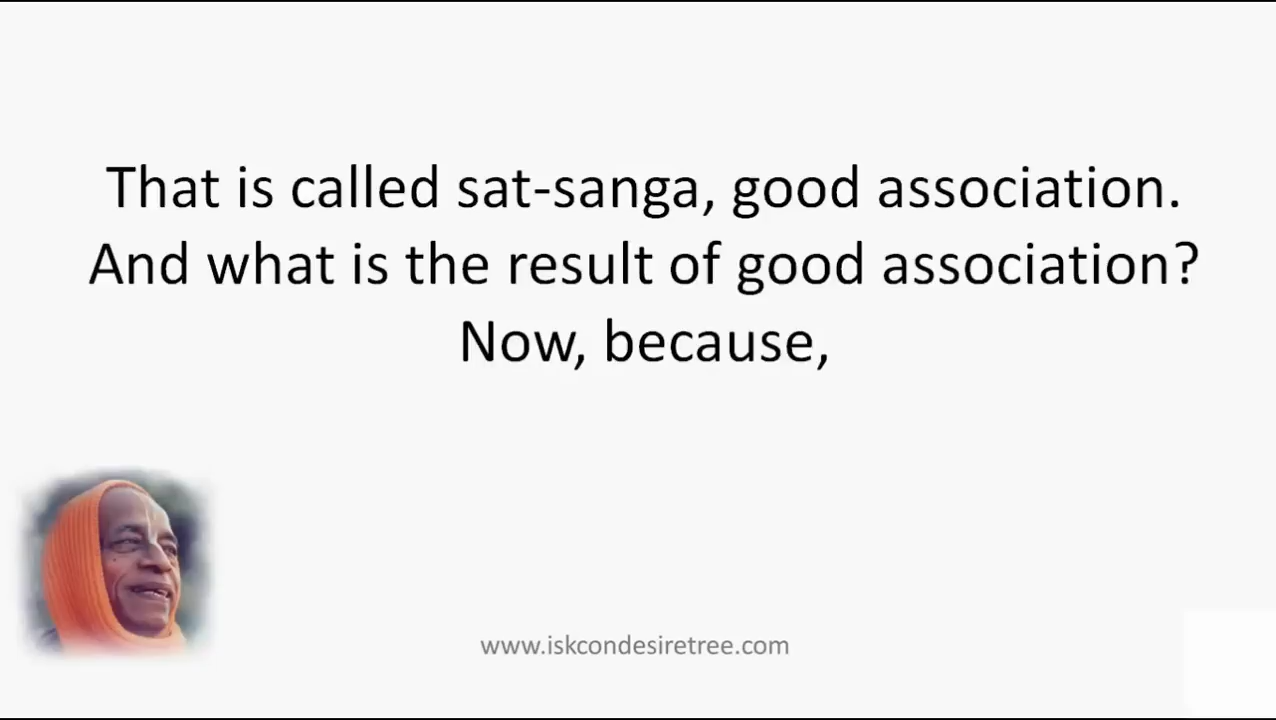 That is called sat-sanga, good association.
And what is the result of good association?
Now, because,
www.iskcondesiretree.com